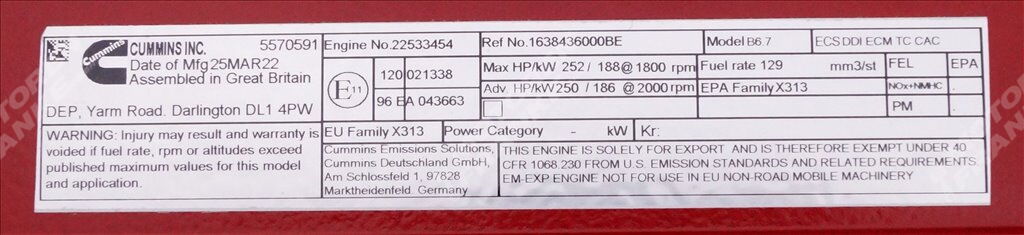 Cummins
CUMMINS INC. 5570591
Date of Mfg 25MAR22
Assembled in Great Britain
DEP, Yarm Road. Darlington DL1 4PW
WARNING: Injury may result and warranty is
voided if fuel rate, rpm or altitudes exceed
published maximum values for this model
and application.
Engine No.22533454
E11
120 021338
96 EA 043663
EU Family X313
Power Category - kW
Kr:
Cummins Emissions Solutions,
Cummins Deutschland GmbH,
Am Schlossfeld 1, 97828
Marktheidenfeld. Germany
Ref No.1638436000BE
Max HP/kW 252/ 188@ 1800 rpm
Adv. HP/kW250 / 186 @ 2000 rpm
Model B6.7
ECS DDI ECM TC CAC
Fuel rate 129 mm3/st
EPA Family X313
FEL EPA
NOx+NMHC .
PM .
THIS ENGINE IS SOLELY FOR EXPORT AND IS THEREFORE EXEMPT UNDER 40
CFR 1068.230 FROM U.S. EMISSION STANDARDS AND RELATED REQUIREMENTS.
EM-EXP ENGINE NOT FOR USE IN EU NON-ROAD MOBILE MACHINERY